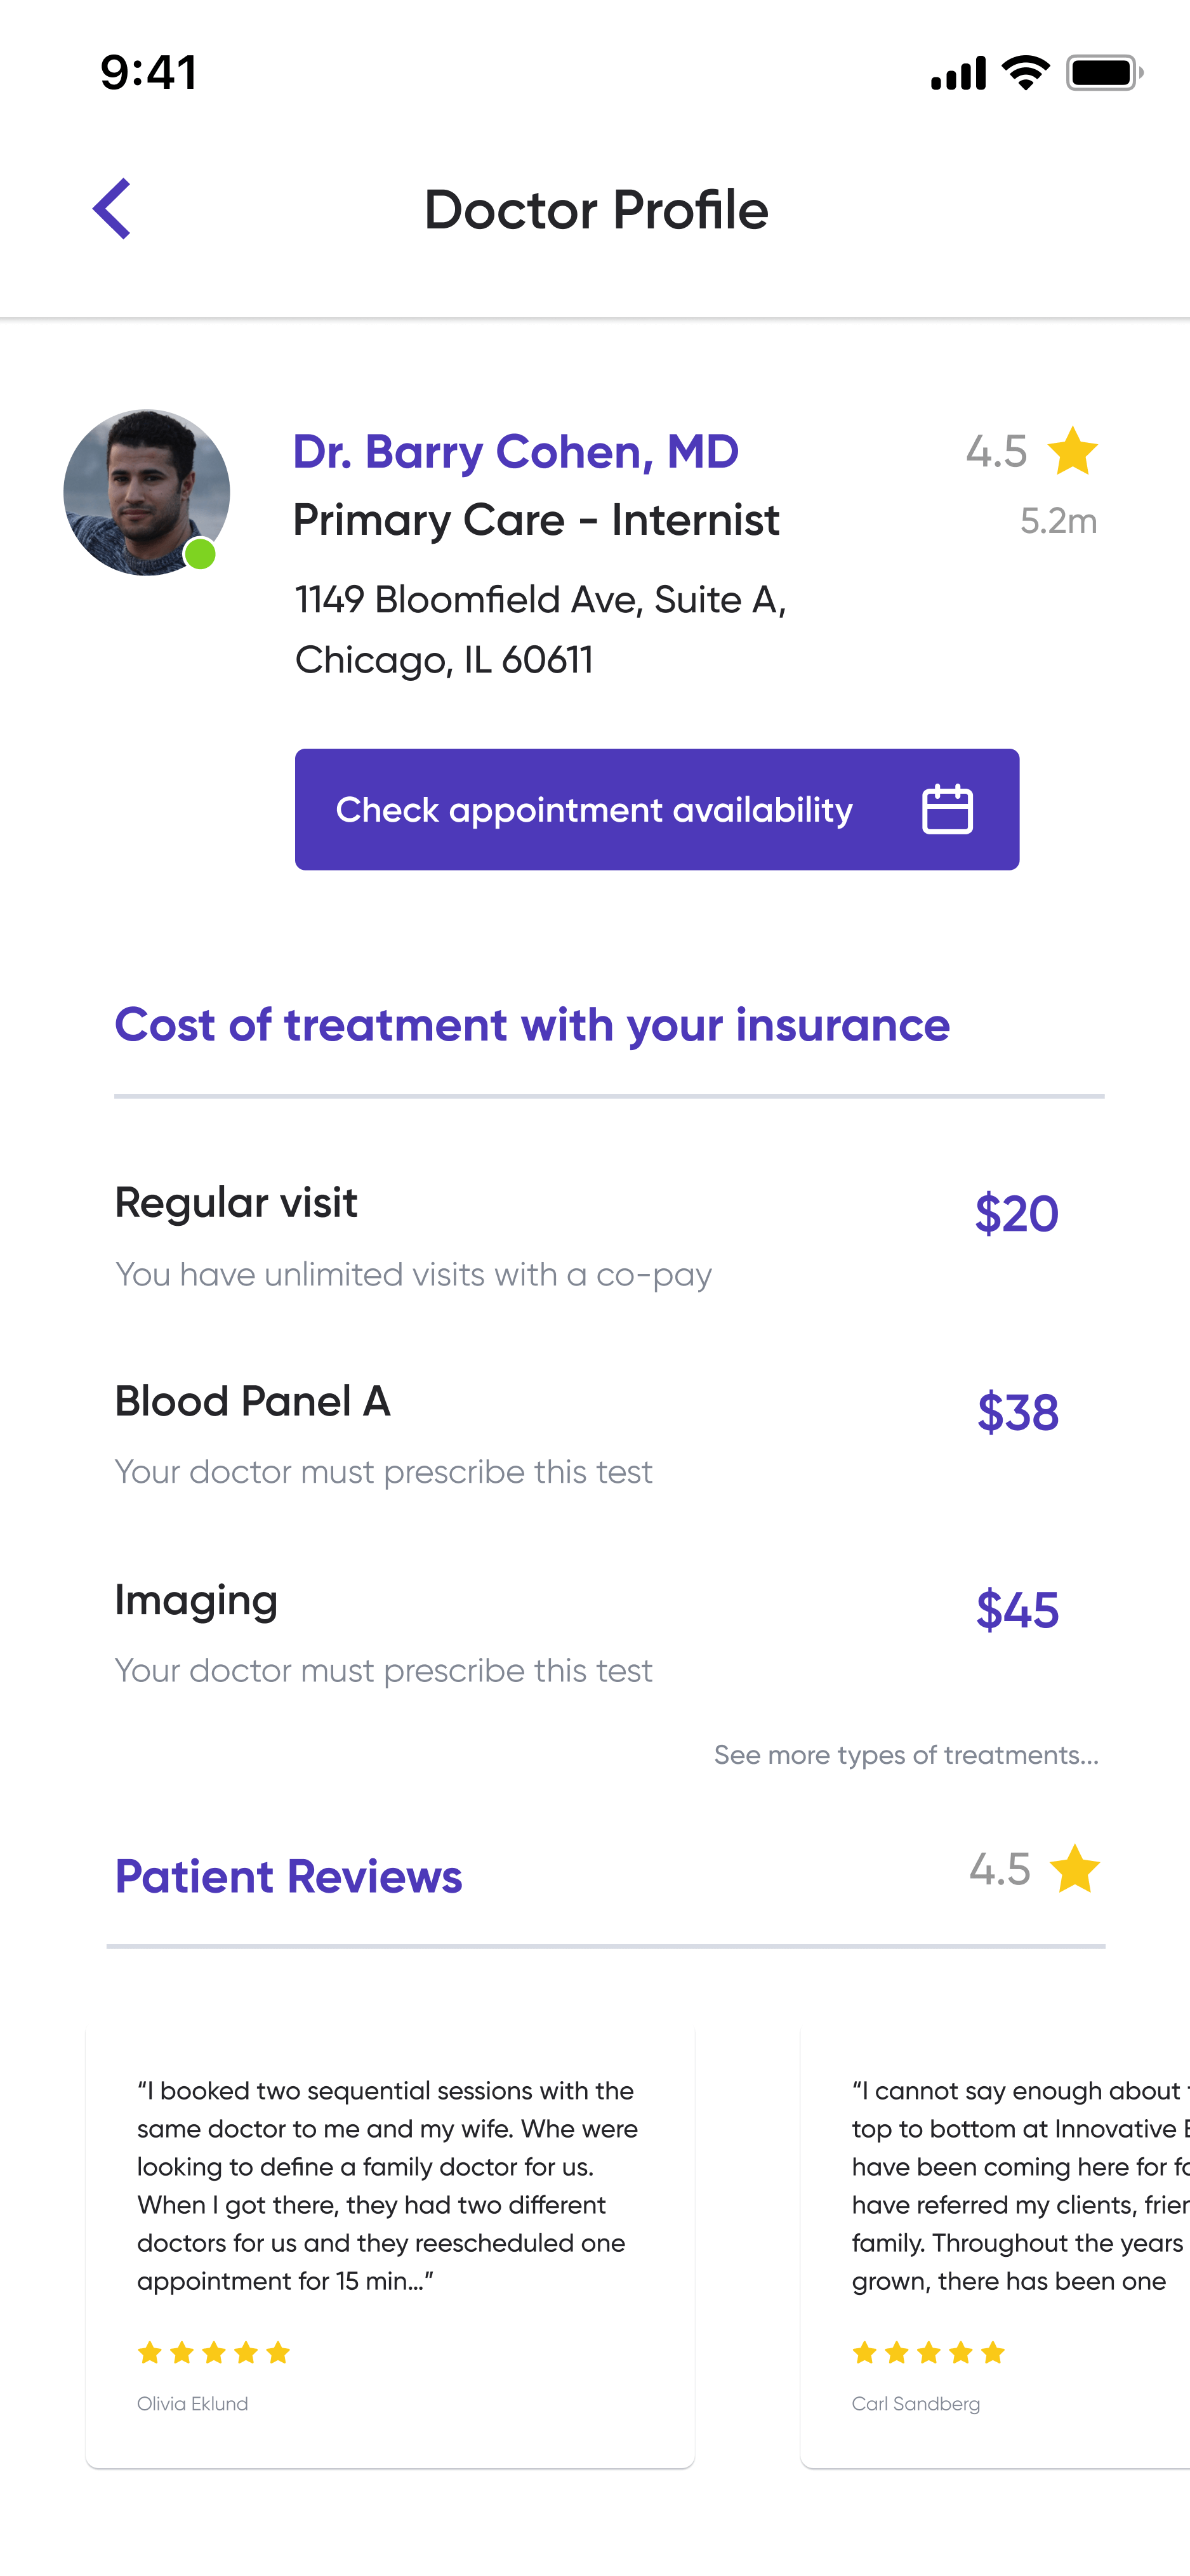 9:41
Doctor Profile
Dr. Barry Cohen, MD
4.5
Primary Care - Internist
5.2m
1149 Bloomfield Ave, Suite A,
Chicago, IL 60611
Check appointment availability
Cost of treatment with your insurance
Regular visit
$20
You have unlimited visits with a co-pay
Blood Panel A
$38
Your doctor must prescribe this test
Imaging
$45
Your doctor must prescribe this test
See more types of treatments...
Patient Reviews
4.5
“I booked two sequential sessions with the
same doctor to me and my wife. Whe were
looking to define a family doctor for us.
When I got there, they had two different
doctors for us and they reescheduled one
appointment for 15 min...”
Olivia Eklund
“I cannot say enough about
top to bottom at Innovative
have been coming here for
have referred my clients,
family. Throughout the years
grown, there has been one
Carl Sandberg